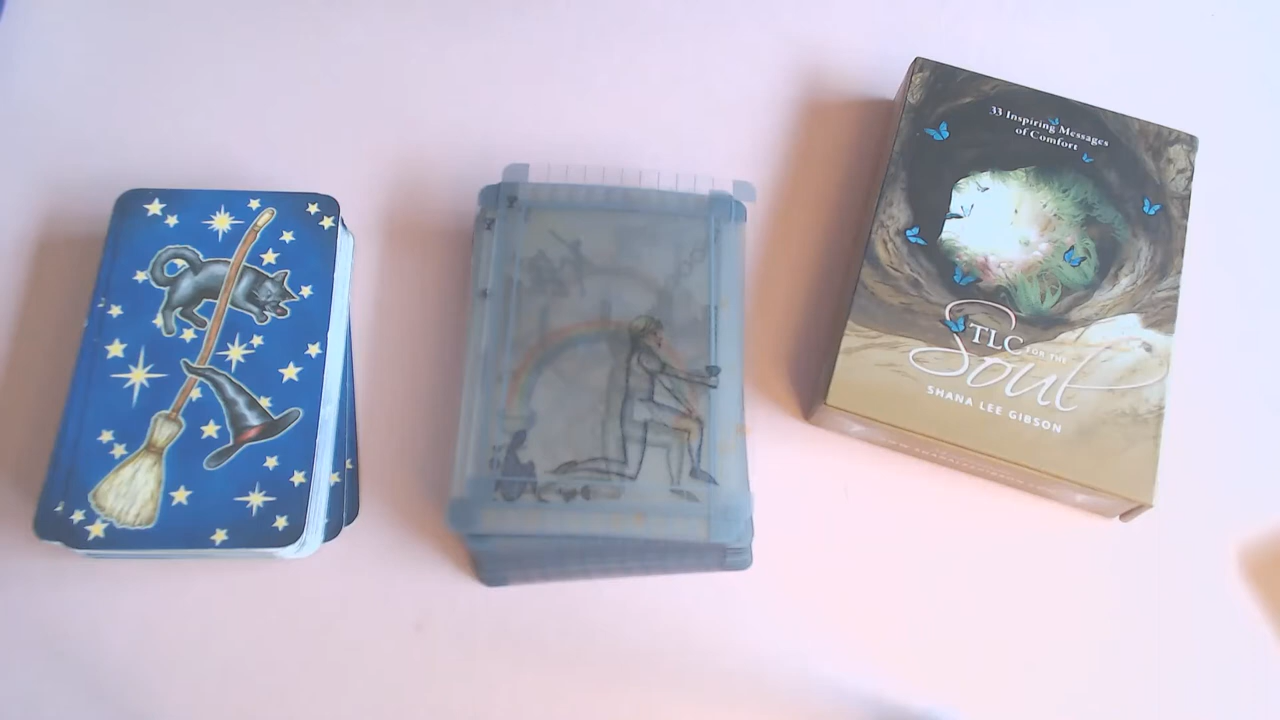 33 Inspiring Messages
of Comfort
TLC FOR THE
Soul
SHANA LEE GIBSON